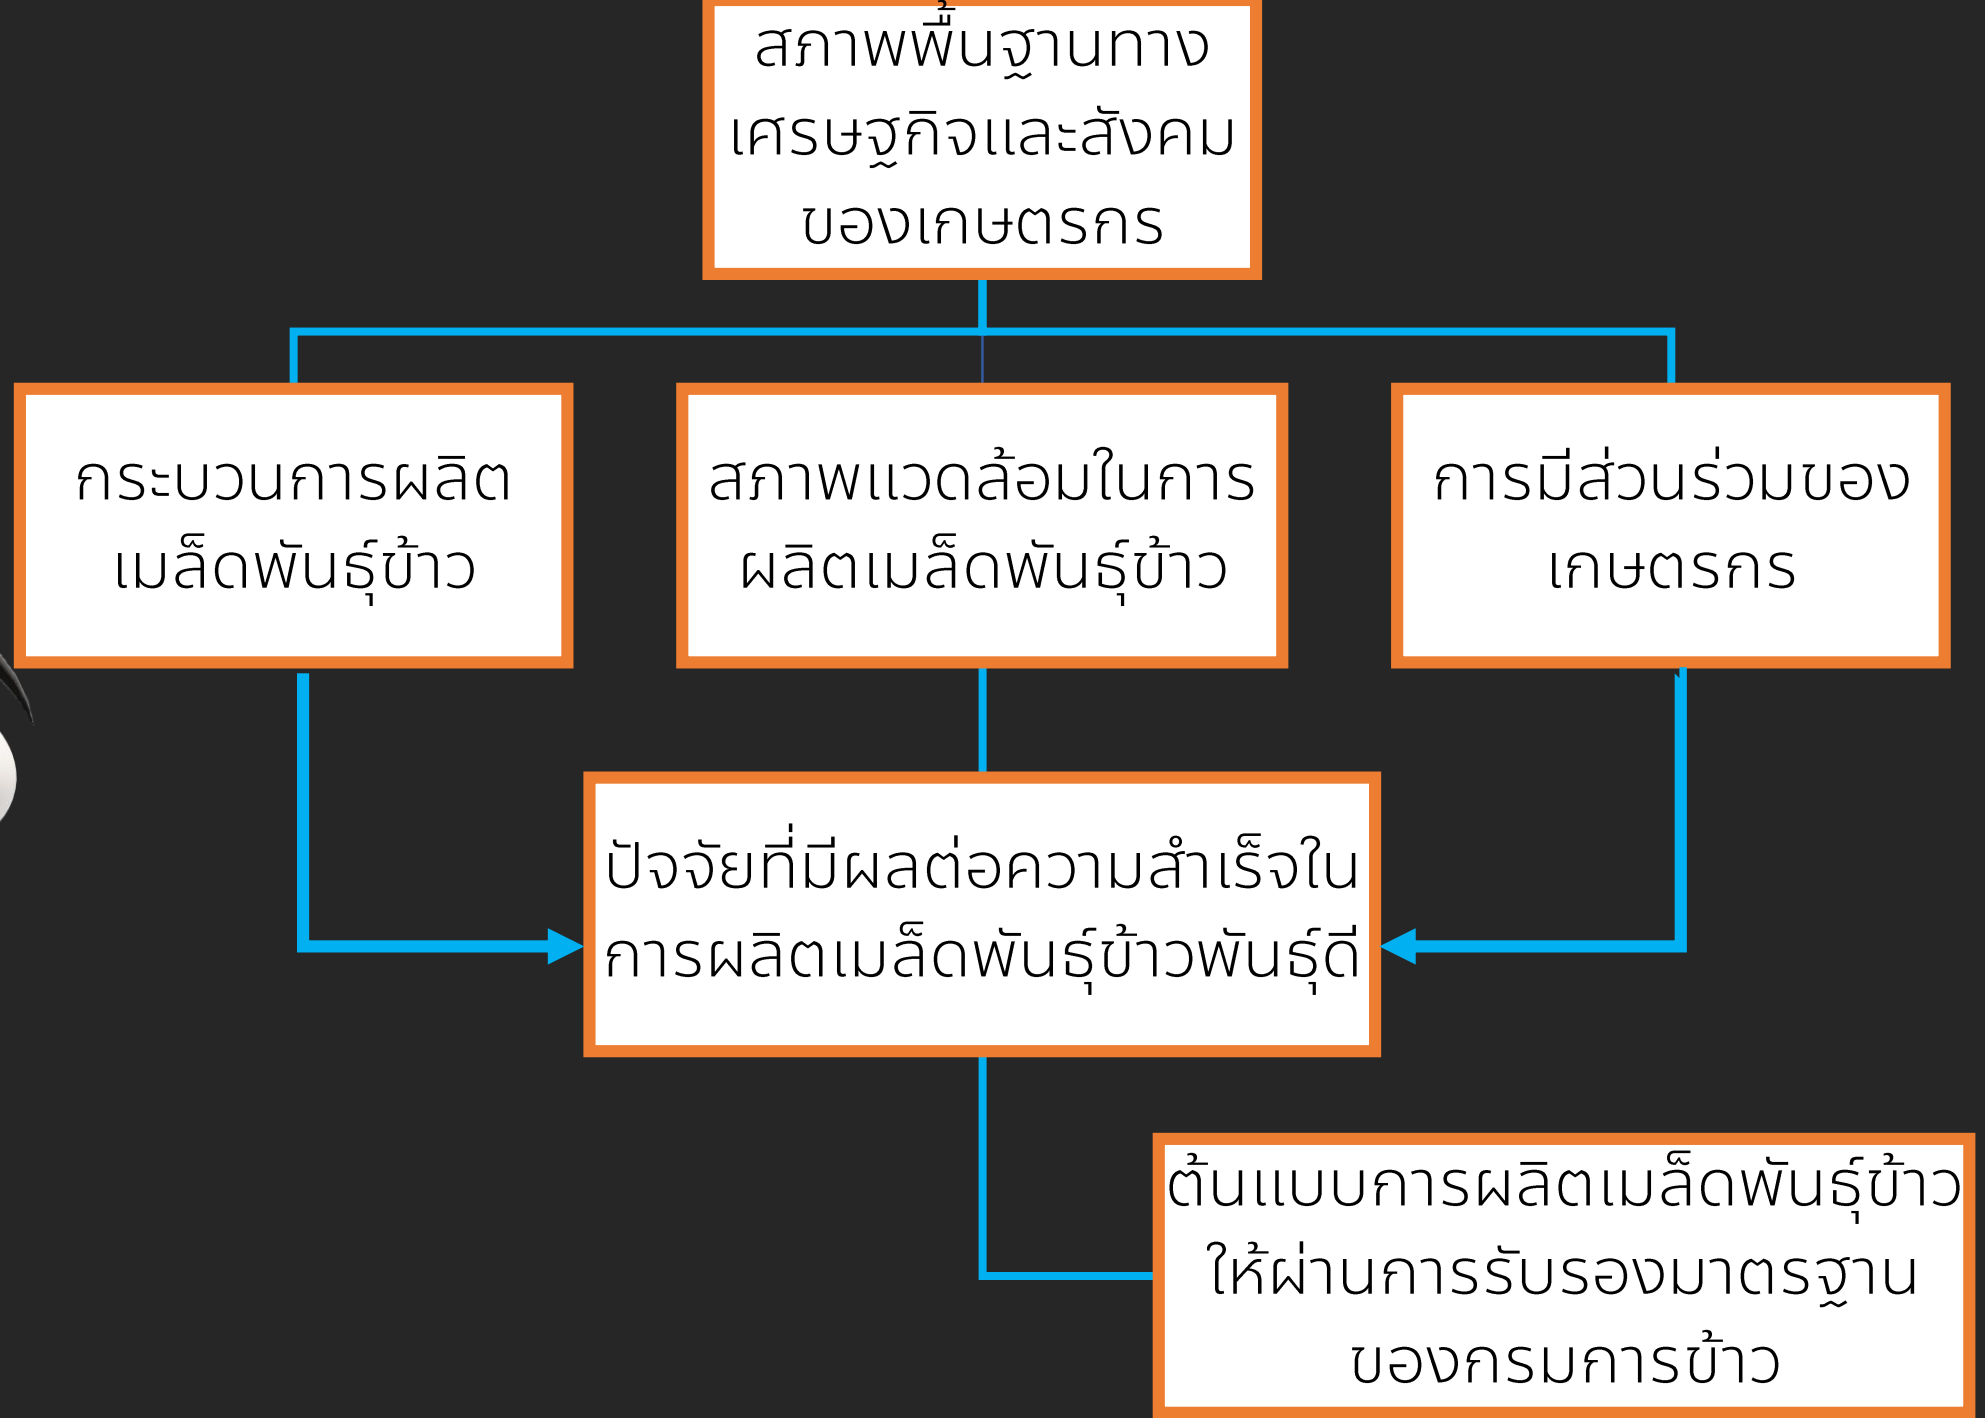 สภาพพื้นฐานทาง
เศรษฐกิจและสังคม
ของเกษตรกร
กระบวนการผลิต
เมล็ดพันธุ์ข้าว
สภาพแวดล้อมในการ
ผลิตเมล็ดพันธุ์ข้าว
การมีส่วนร่วมของ
เกษตรกร
ปัจจัยที่มีผลต่อความสำเร็จใน
การผลิตเมล็ดพันธุ์ข้าวพันธุ์ดี
ต้นแบบการผลิตเมล็ดพันธุ์ข้าว
ให้ผ่านการรับรองมาตรฐาน
ของกรมการข้าว